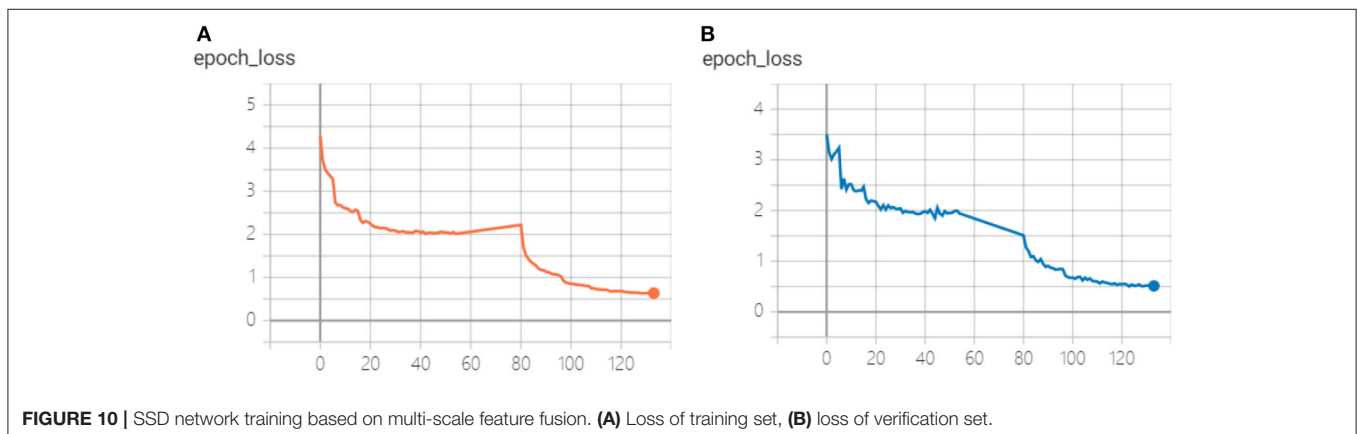 A
epoch_loss
5
4
3
2
1
0
0 20 40 60 80 100 120
B
epoch_loss
4
3
2
1
0
0 20 40 60 80 100 120
FIGURE 10 | SSD network training based on multi-scale feature fusion. (A) Loss of training set, (B) loss of verification set.